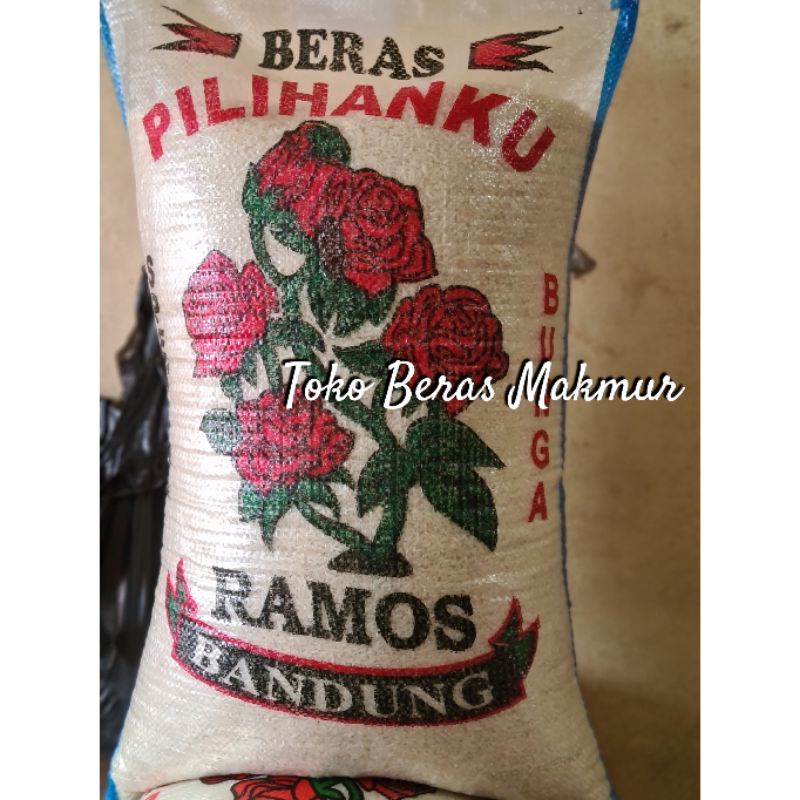 BERAS
PILIHANKU
BUNGA
Toko Beras Makmur
RAMOS
BANDUNG